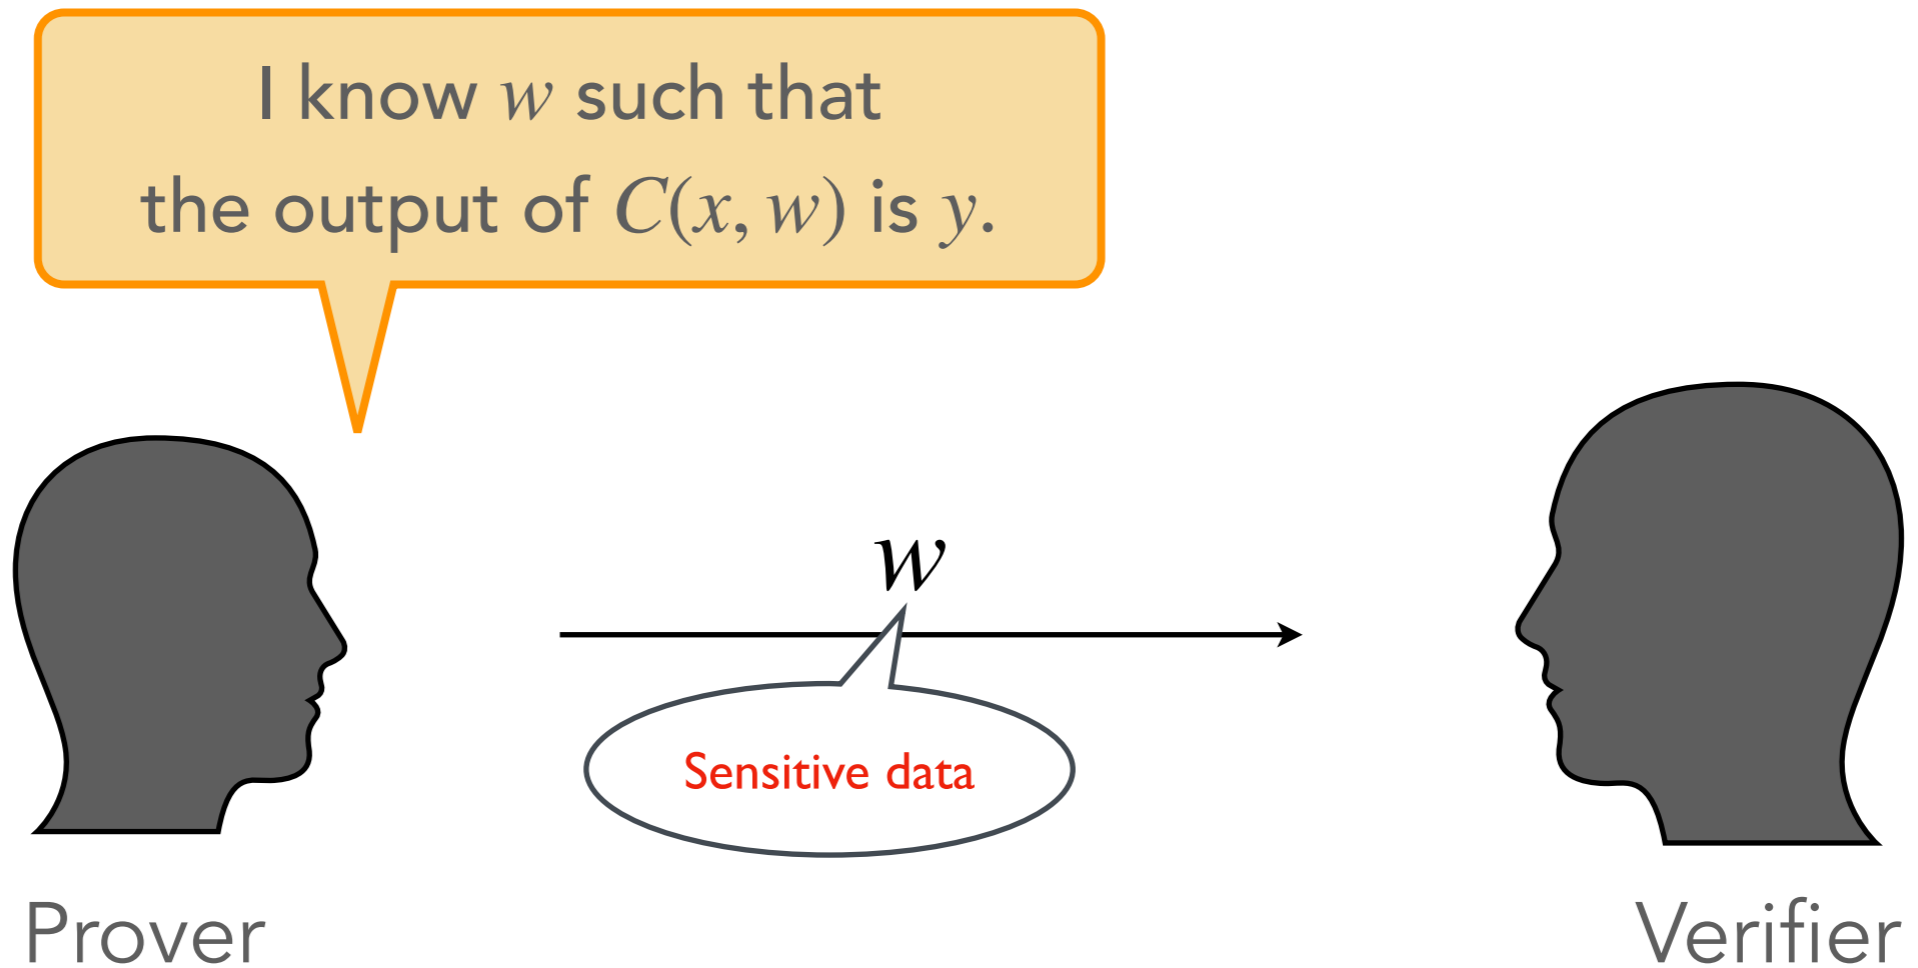 I know w such that
the output of C(x, w) is y.
w
Sensitive data
Prover
Verifier